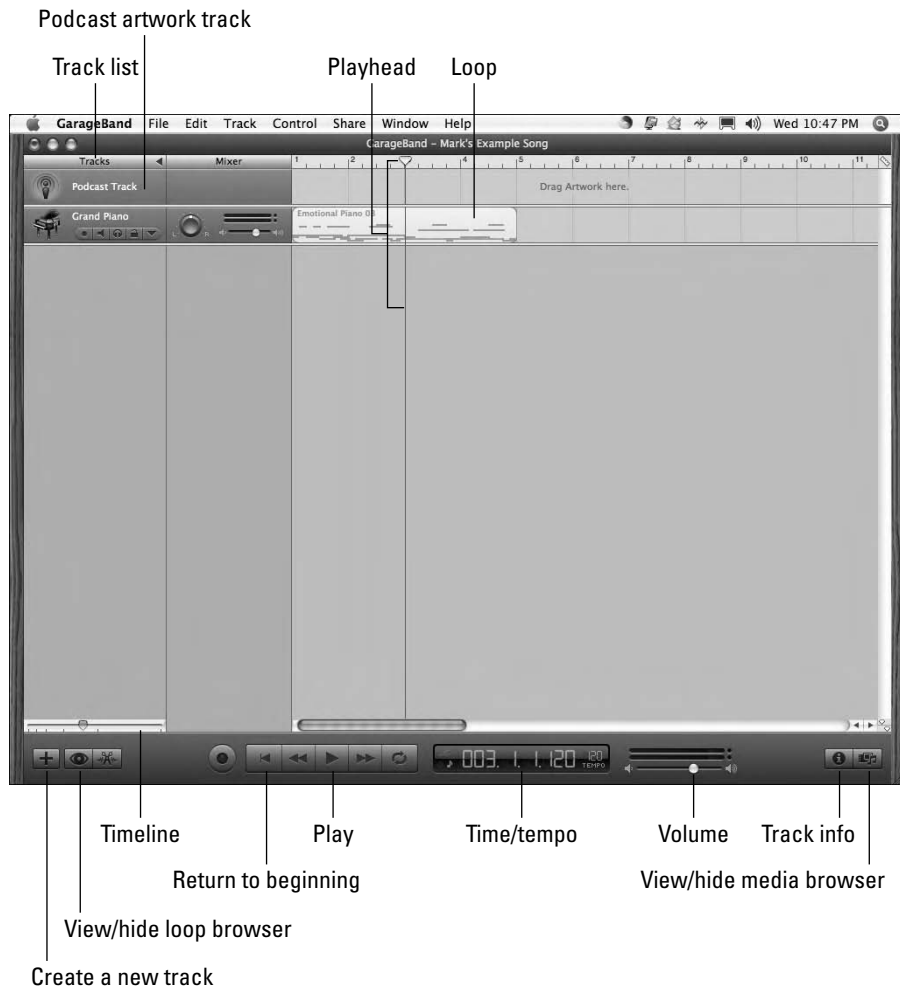 Podcast artwork track
Track list
Playhead
Loop
GarageBand File Edit Track Control Share Window Help Wed 10:47 PM
GarageBand – Mark's Example Song
Tracks Mixer 1 2 4 5 6 7 8 9 10 11
Podcast Track Drag Artwork here.
Grand Piano Emotional Piano 03
L R
003. 1. 1.120 120
TEMPO
Timeline
Play
Time/tempo
Volume
Track info
Return to beginning
View/hide media browser
View/hide loop browser
Create a new track